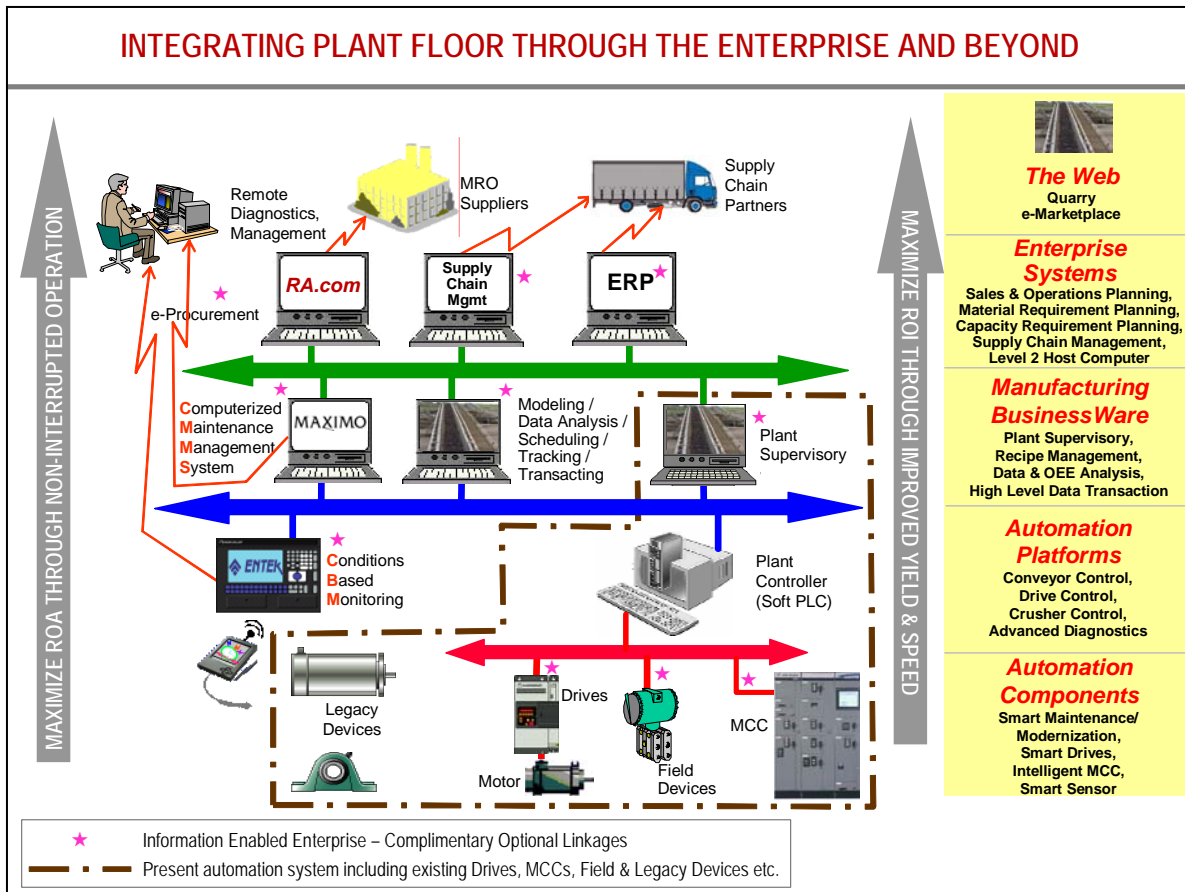 INTEGRATING PLANT FLOOR THROUGH THE ENTERPRISE AND BEYOND
MAXIMIZE ROA THROUGH NON-INTERRUPTED OPERATION
Remote
Diagnostics,
Management
MRO
Suppliers
Supply
Chain
Partners
RA.com
Supply
Chain
Mgmt
ERP
e-Procurement
Computerized
Maintenance
Management
System
MAXIMO
Modeling /
Data Analysis /
Scheduling /
Tracking /
Transacting
Plant
Supervisory
ENTEK
Conditions
Based
Monitoring
Plant
Controller
(Soft PLC)
Legacy
Devices
Drives
Motor
Field
Devices
MCC
MAXIMIZE ROI THROUGH IMPROVED YIELD & SPEED
The Web
Quarry
e-Marketplace
Enterprise
Systems
Sales & Operations Planning,
Material Requirement Planning,
Capacity Requirement Planning,
Supply Chain Management,
Level 2 Host Computer
Manufacturing
BusinessWare
Plant Supervisory,
Recipe Management,
Data & OEE Analysis,
High Level Data Transaction
Automation
Platforms
Conveyor Control,
Drive Control,
Crusher Control,
Advanced Diagnostics
Automation
Components
Smart Maintenance/
Modernization,
Smart Drives,
Intelligent MCC,
Smart Sensor
Information Enabled Enterprise – Complimentary Optional Linkages
Present automation system including existing Drives, MCCs, Field & Legacy Devices etc.